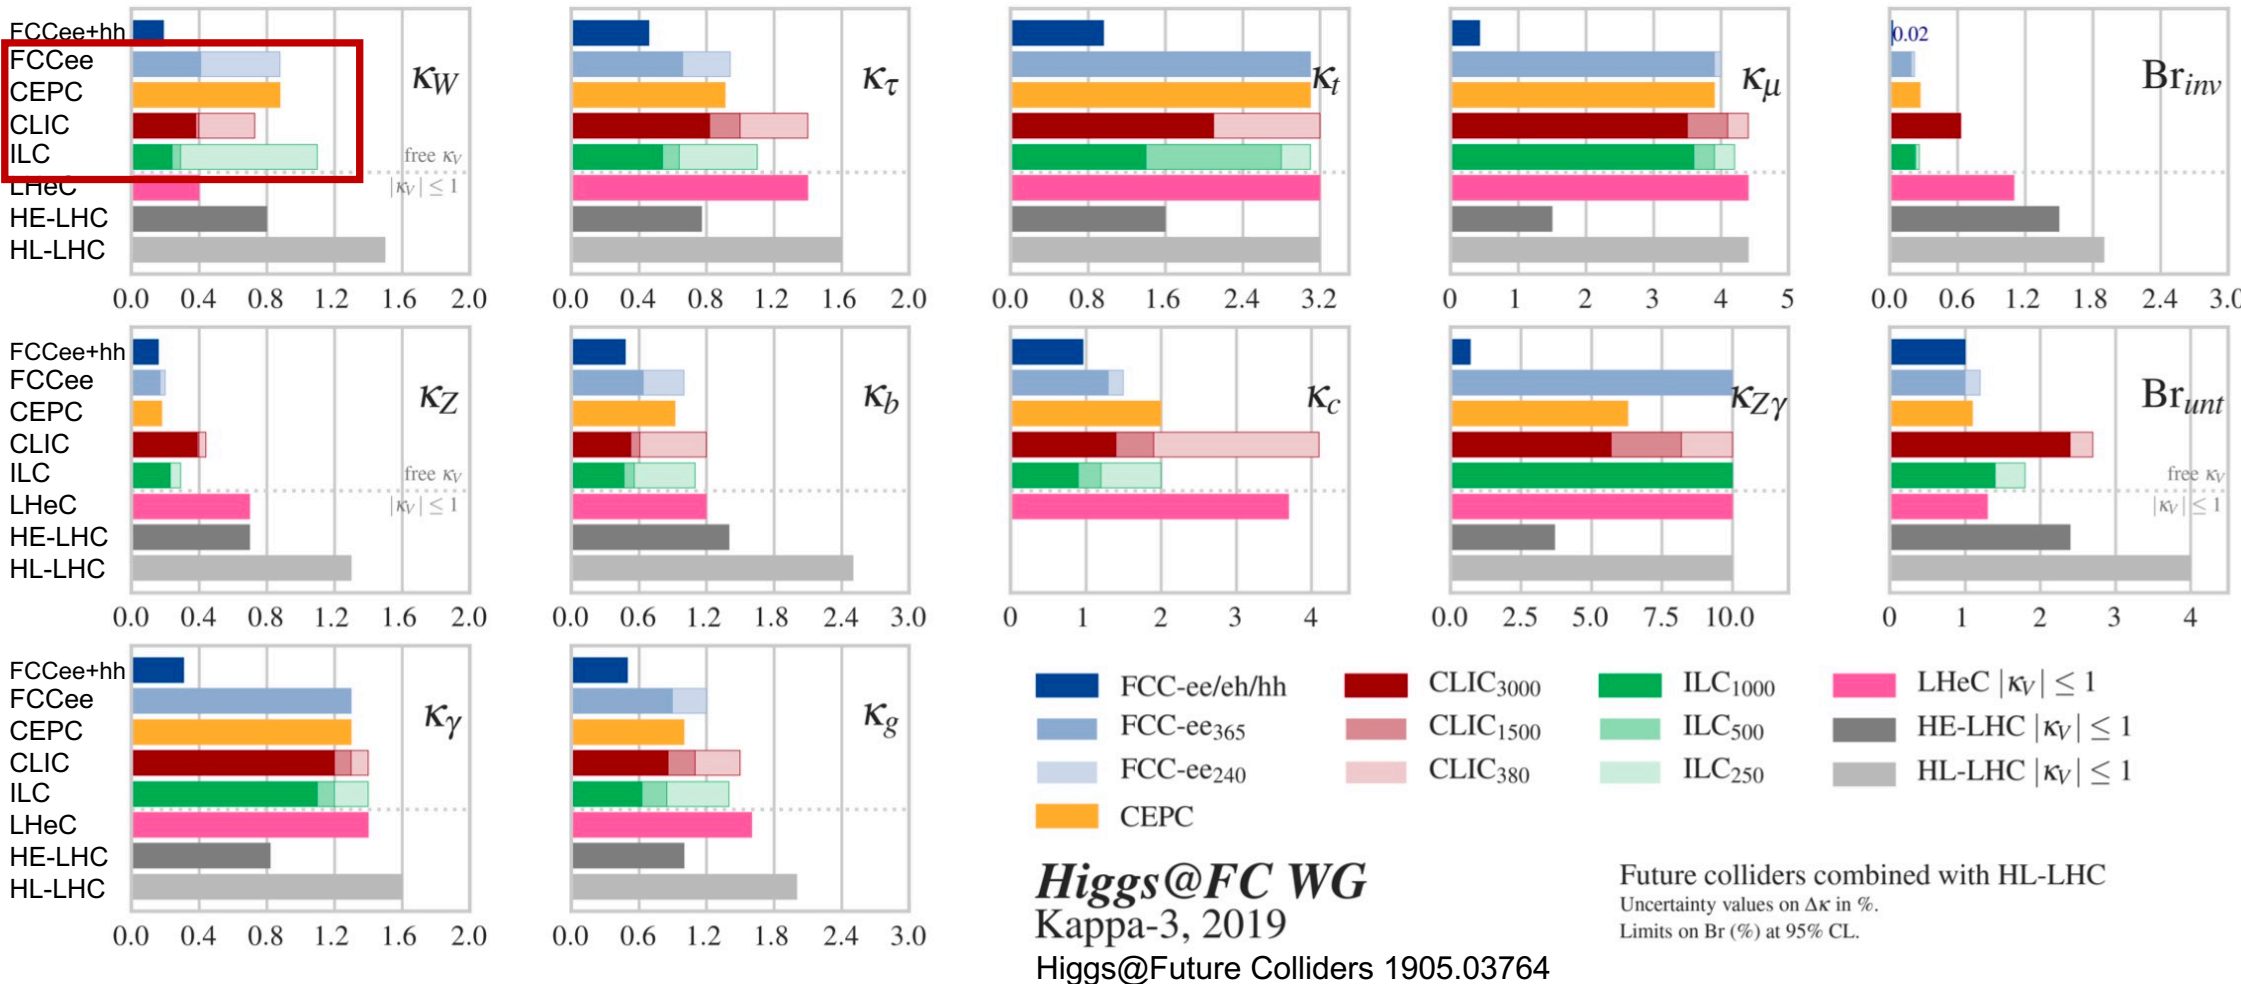 FCCee+hh
FCCee
CEPC
CLIC
ILC
LHeC
HE-LHC
HL-LHC
κW
free κV
|κV| ≤ 1
0.0 0.4 0.8 1.2 1.6 2.0
κτ
0.0 0.4 0.8 1.2 1.6 2.0
κt
0.0 0.8 1.6 2.4 3.2
κμ
0 1 2 3 4 5
0.02
Brinv
0.0 0.6 1.2 1.8 2.4 3.0
FCCee+hh
FCCee
CEPC
CLIC
ILC
LHeC
HE-LHC
HL-LHC
κZ
free κV
|κV| ≤ 1
0.0 0.4 0.8 1.2 1.6 2.0
κb
0.0 0.6 1.2 1.8 2.4 3.0
κc
0 1 2 3 4
κZγ
0.0 2.5 5.0 7.5 10.0
Brunt
free κV
|κV| ≤ 1
0 1 2 3 4
FCCee+hh
FCCee
CEPC
CLIC
ILC
LHeC
HE-LHC
HL-LHC
κγ
0.0 0.4 0.8 1.2 1.6 2.0
κg
0.0 0.6 1.2 1.8 2.4 3.0
FCC-ee/eh/hh
FCC-ee365
FCC-ee240
CEPC
CLIC3000
CLIC1500
CLIC380
ILC1000
ILC500
ILC250
LHeC |κV| ≤ 1
HE-LHC |κV| ≤ 1
HL-LHC |κV| ≤ 1
Higgs@FC WG
Kappa-3, 2019
Higgs@Future Colliders 1905.03764
Future colliders combined with HL-LHC
Uncertainty values on Δκ in %.
Limits on Br (%) at 95% CL.